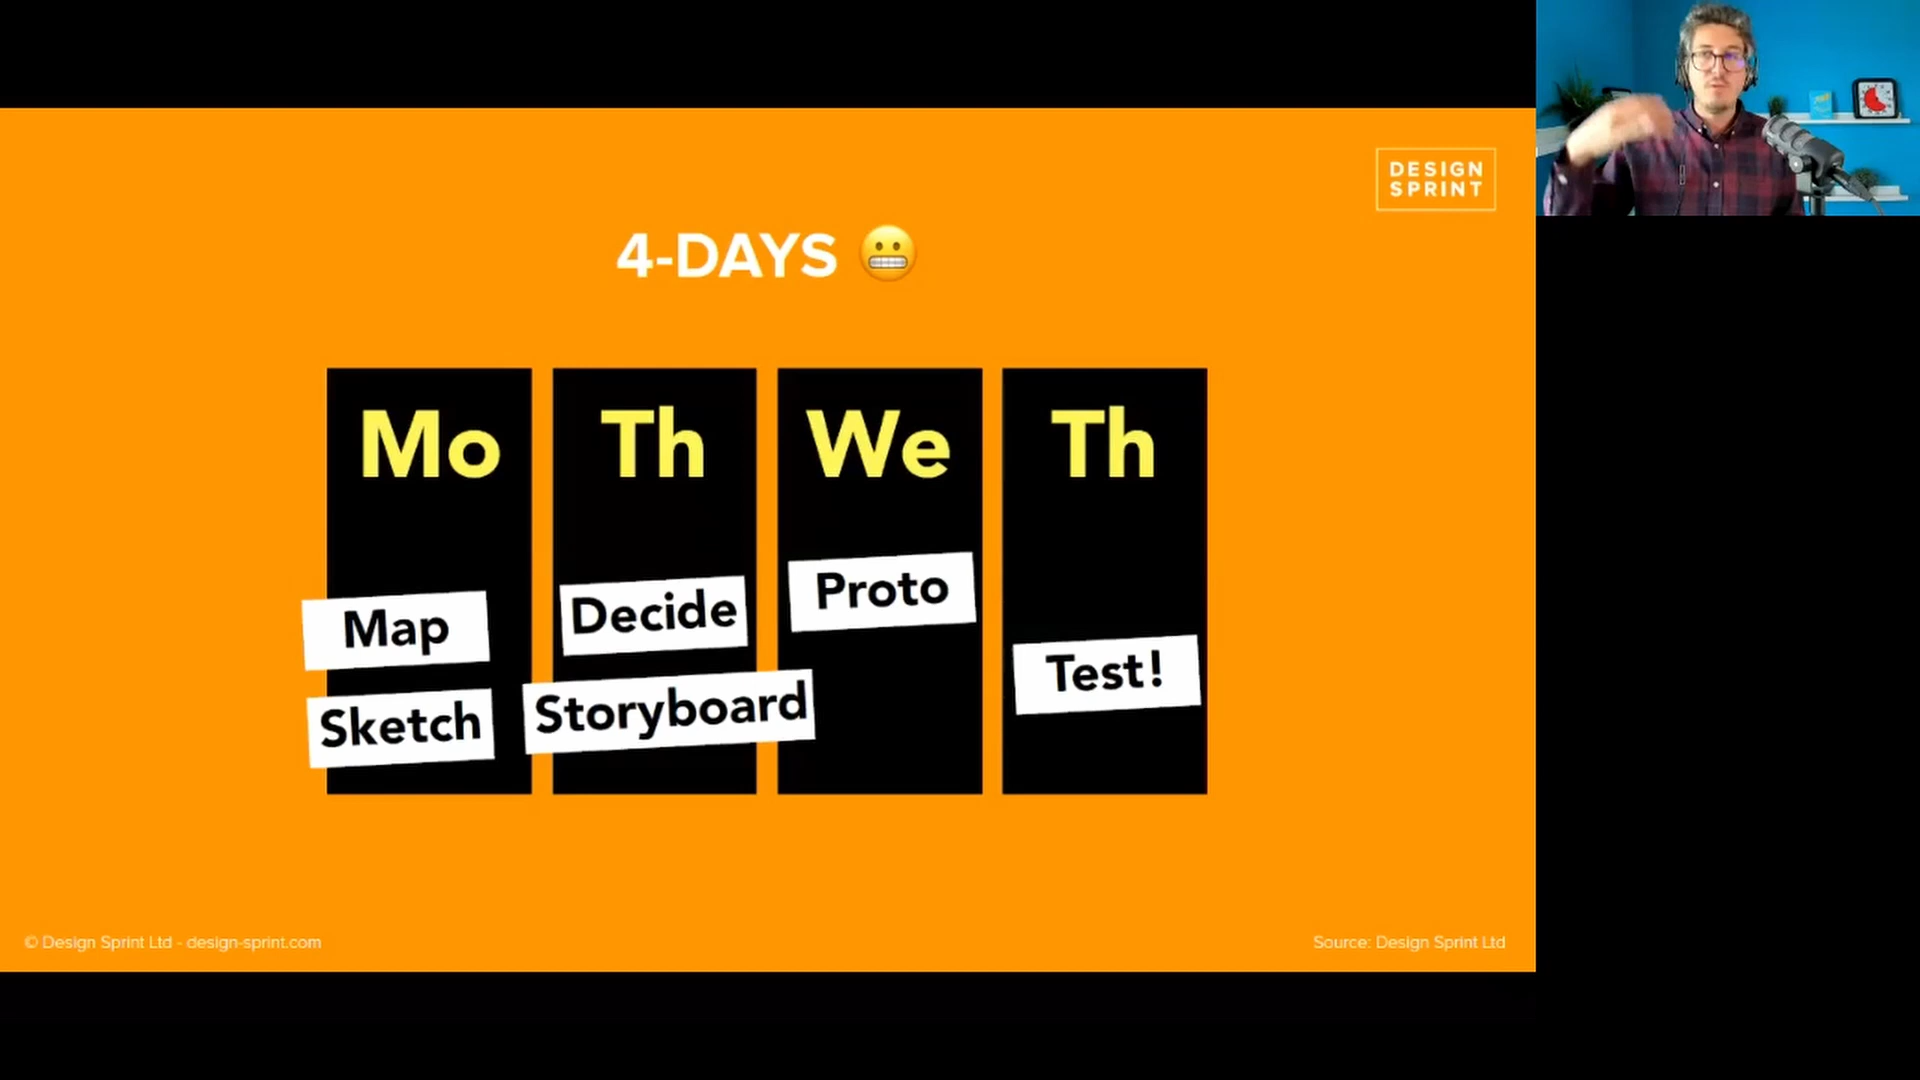 DESIGN
SPRINT
4-DAYS 😬
Mo
Th
We
Th
Map
Decide
Proto
Test!
Sketch
Storyboard
© Design Sprint Ltd - design-sprint.com
Source: Design Sprint Ltd